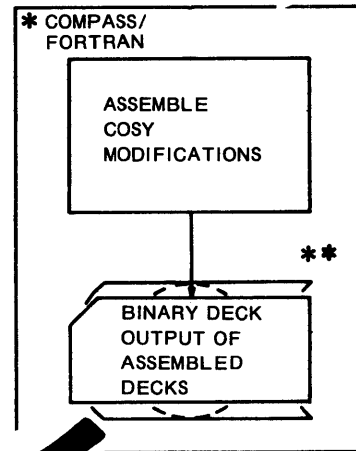 * COMPASS/
FORTRAN
ASSEMBLE
COSY
MODIFICATIONS
**
BINARY DECK
OUTPUT OF
ASSEMBLED
DECKS